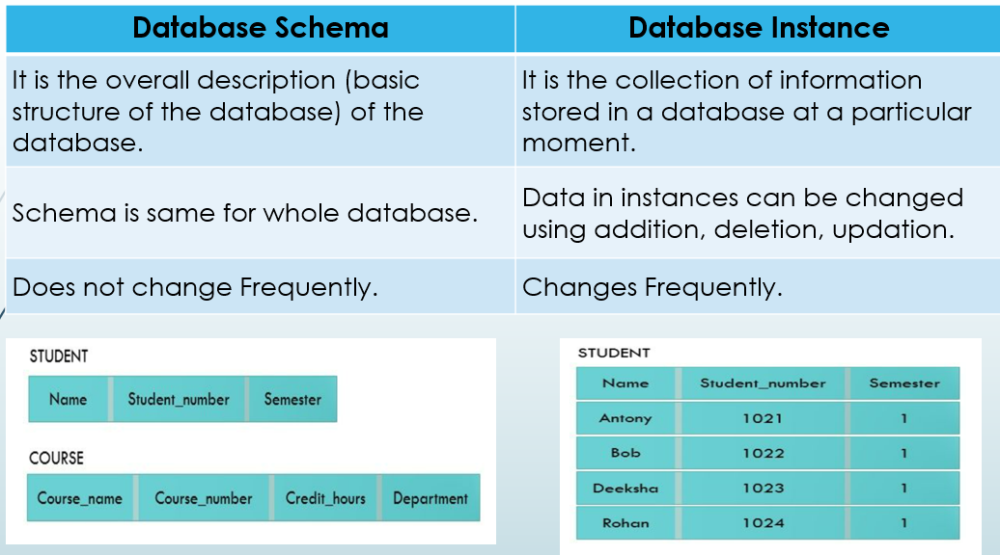 Database Schema
Database Instance
It is the overall description (basic
structure of the database) of the
database.
It is the collection of information
stored in a database at a particular
moment.
Schema is same for whole database.
Data in instances can be changed
using addition, deletion, updation.
Does not change Frequently.
Changes Frequently.
STUDENT
Name Student_number Semester
COURSE
Course_name Course_number Credit_hours Department
STUDENT
Name Student_number Semester
Antony 1021 1
Bob 1022 1
Deeksha 1023 1
Rohan 1024 1